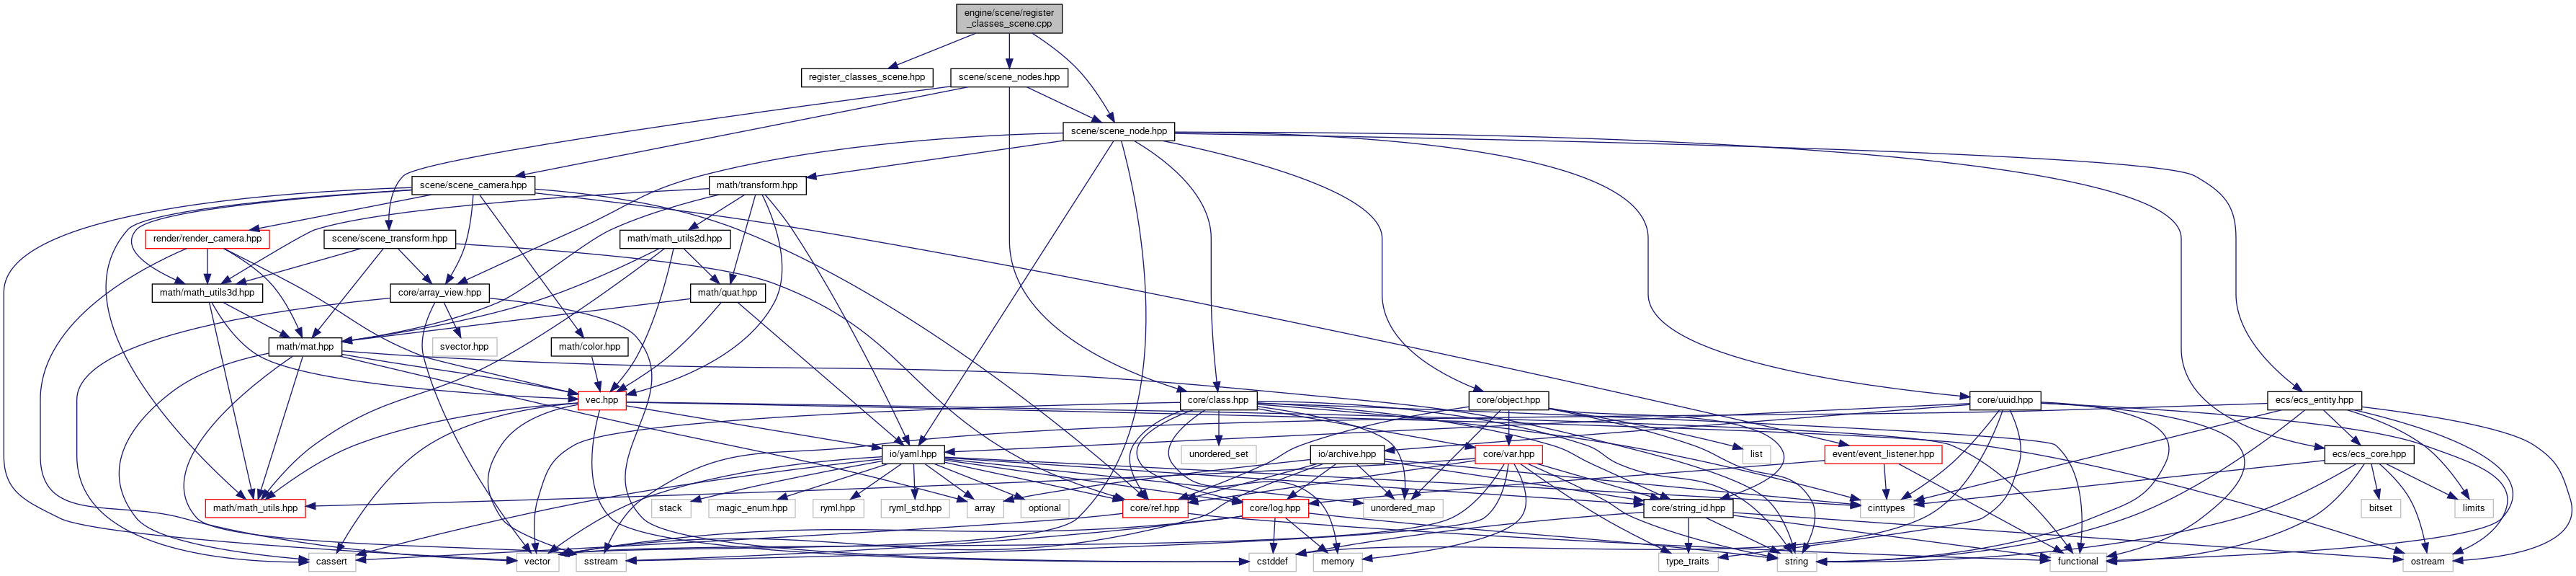 engine/scene/register
_classes_scene.cpp
register_classes_scene.hpp
scene/scene_nodes.hpp
scene/scene_node.hpp
scene/scene_camera.hpp
math/transform.hpp
render/render_camera.hpp
scene/scene_transform.hpp
math/math_utils2d.hpp
math/math_utils3d.hpp
core/array_view.hpp
math/quat.hpp
math/mat.hpp
svector.hpp
math/color.hpp
vec.hpp
core/class.hpp
core/object.hpp
core/uuid.hpp
ecs/ecs_entity.hpp
io/yaml.hpp
unordered_set
io/archive.hpp
core/var.hpp
list
event/event_listener.hpp
ecs/ecs_core.hpp
math/math_utils.hpp
stack
magic_enum.hpp
ryml.hpp
ryml_std.hpp
array
optional
core/ref.hpp
core/log.hpp
unordered_map
core/string_id.hpp
cinttypes
bitset
limits
cassert
vector
sstream
cstddef
memory
type_traits
string
functional
ostream